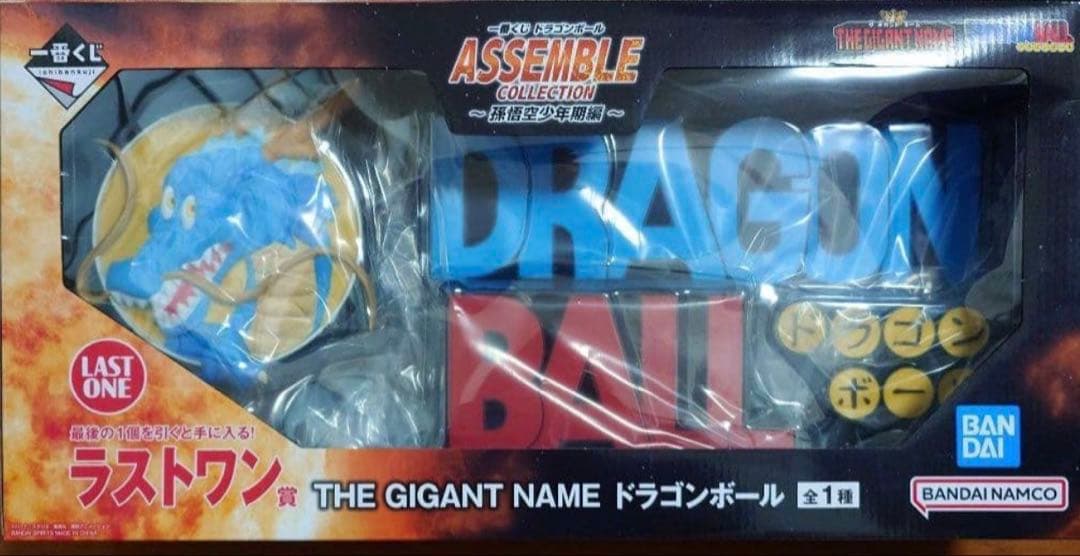 一番くじ
ichibankuji
一番くじ ドラゴンボール
ASSEMBLE
COLLECTION
~孫悟空少年期編~
THE GIGANT NAME
BALL
DRAGON
BALL
ドラゴン
ボー
LAST
ONE
最後の1個を引くと手に入る!
ラストワン賞
THE GIGANT NAME ドラゴンボール 全1種
BAN
DAI
BANDAI NAMCO